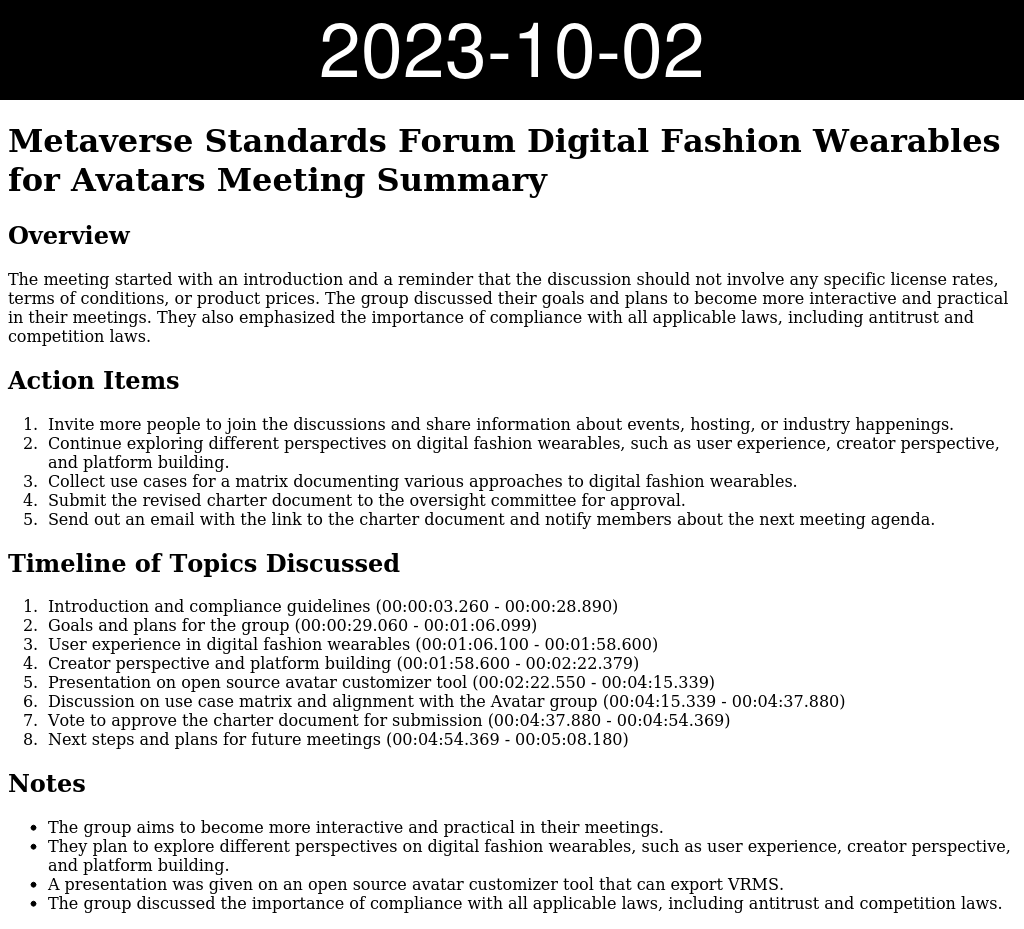 2023-10-02
Metaverse Standards Forum Digital Fashion Wearables
for Avatars Meeting Summary
Overview
The meeting started with an introduction and a reminder that the discussion should not involve any specific license rates,
terms of conditions, or product prices. The group discussed their goals and plans to become more interactive and practical
in their meetings. They also emphasized the importance of compliance with all applicable laws, including antitrust and
competition laws.
Action Items
1. Invite more people to join the discussions and share information about events, hosting, or industry happenings.
2. Continue exploring different perspectives on digital fashion wearables, such as user experience, creator perspective,
and platform building.
3. Collect use cases for a matrix documenting various approaches to digital fashion wearables.
4. Submit the revised charter document to the oversight committee for approval.
5. Send out an email with the link to the charter document and notify members about the next meeting agenda.
Timeline of Topics Discussed
1. Introduction and compliance guidelines (00:00:03.260 - 00:00:28.890)
2. Goals and plans for the group (00:00:29.060 - 00:01:06.099)
3. User experience in digital fashion wearables (00:01:06.100 - 00:01:58.600)
4. Creator perspective and platform building (00:01:58.600 - 00:02:22.379)
5. Presentation on open source avatar customizer tool (00:02:22.550 - 00:04:15.339)
6. Discussion on use case matrix and alignment with the Avatar group (00:04:15.339 - 00:04:37.880)
7. Vote to approve the charter document for submission (00:04:37.880 - 00:04:54.369)
8. Next steps and plans for future meetings (00:04:54.369 - 00:05:08.180)
Notes
• The group aims to become more interactive and practical in their meetings.
• They plan to explore different perspectives on digital fashion wearables, such as user experience, creator perspective,
and platform building.
• A presentation was given on an open source avatar customizer tool that can export VRMS.
• The group discussed the importance of compliance with all applicable laws, including antitrust and competition laws.